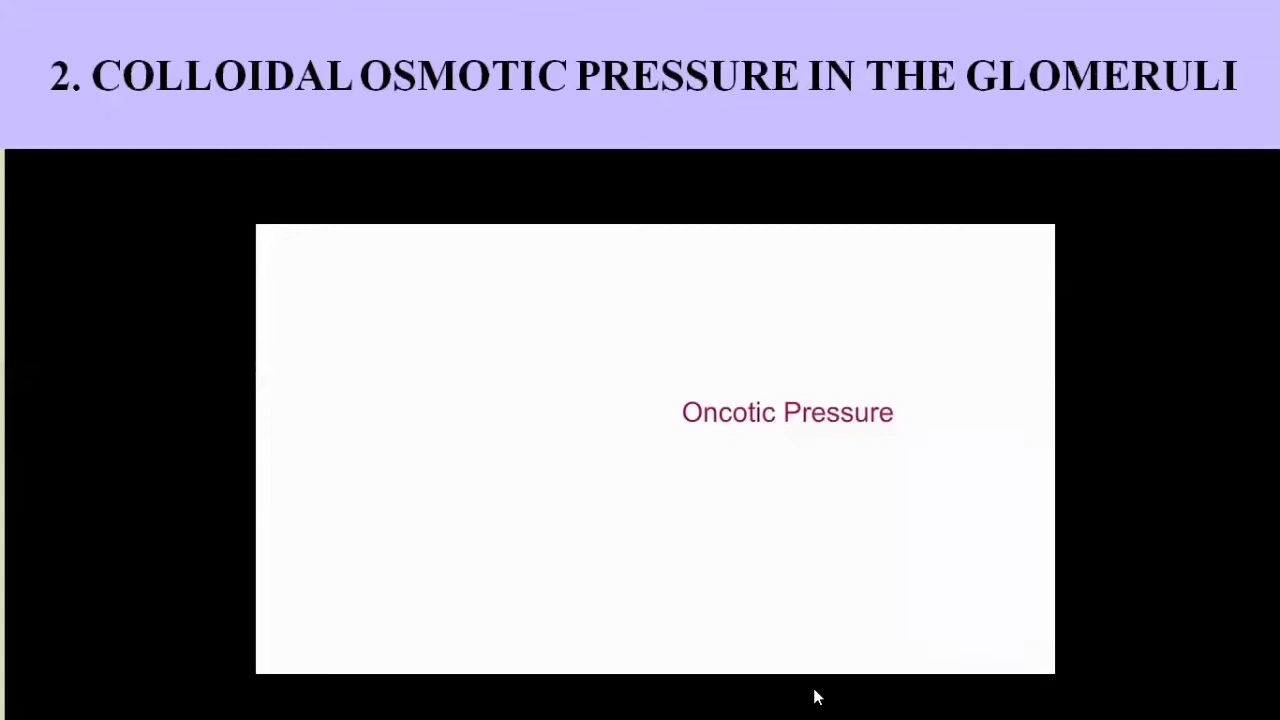 2. COLLOIDAL OSMOTIC PRESSURE IN THE GLOMERULI
Oncotic Pressure